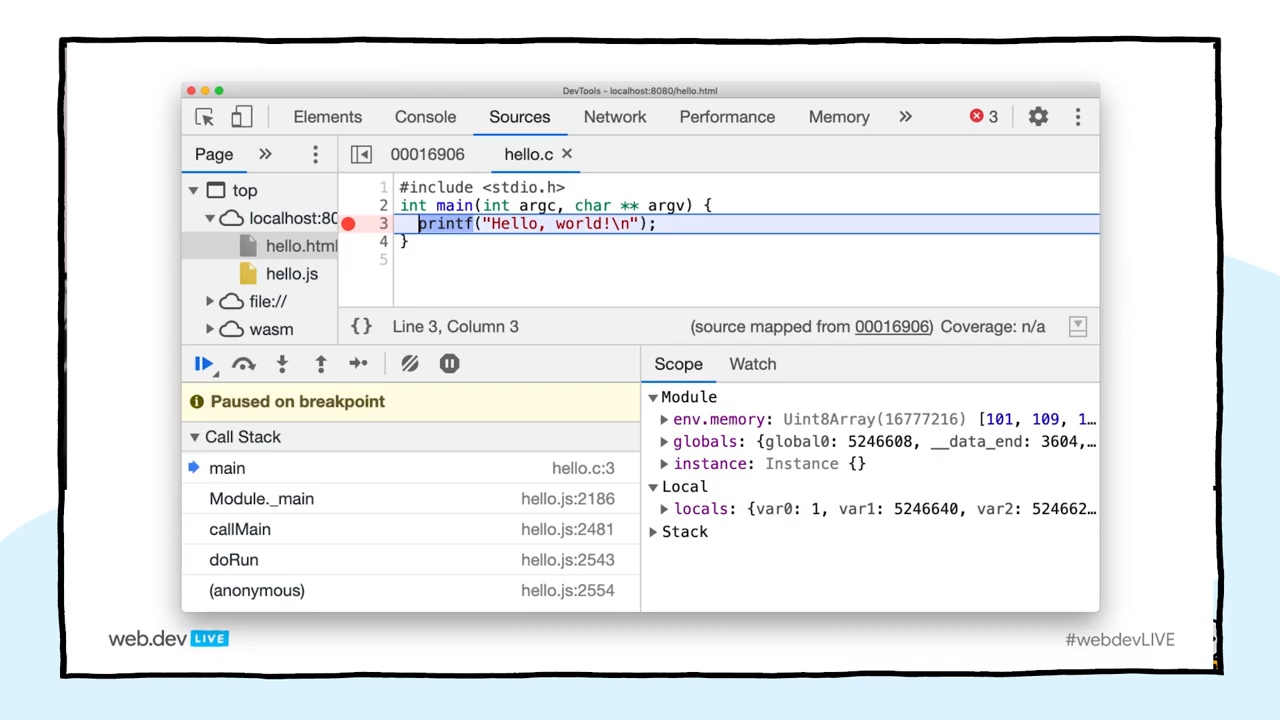 DevTools - localhost:8080/hello.html
Elements Console Sources Network Performance Memory » 3
Page » 00016906 hello.c ×
top
localhost:80
hello.html
hello.js
file://
wasm
1 #include <stdio.h>
2 int main(int argc, char ** argv) {
3 printf("Hello, world!\n");
4 }
5
{} Line 3, Column 3 (source mapped from 00016906) Coverage: n/a
Paused on breakpoint
Call Stack
main hello.c:3
Module._main hello.js:2186
callMain hello.js:2481
doRun hello.js:2543
(anonymous) hello.js:2554
Scope Watch
Module
env.memory: Uint8Array(16777216) [101, 109, 1…
globals: {global0: 5246608, __data_end: 3604,…
instance: Instance {}
Local
locals: {var0: 1, var1: 5246640, var2: 524662…
Stack
web.dev LIVE
#webdevLIVE